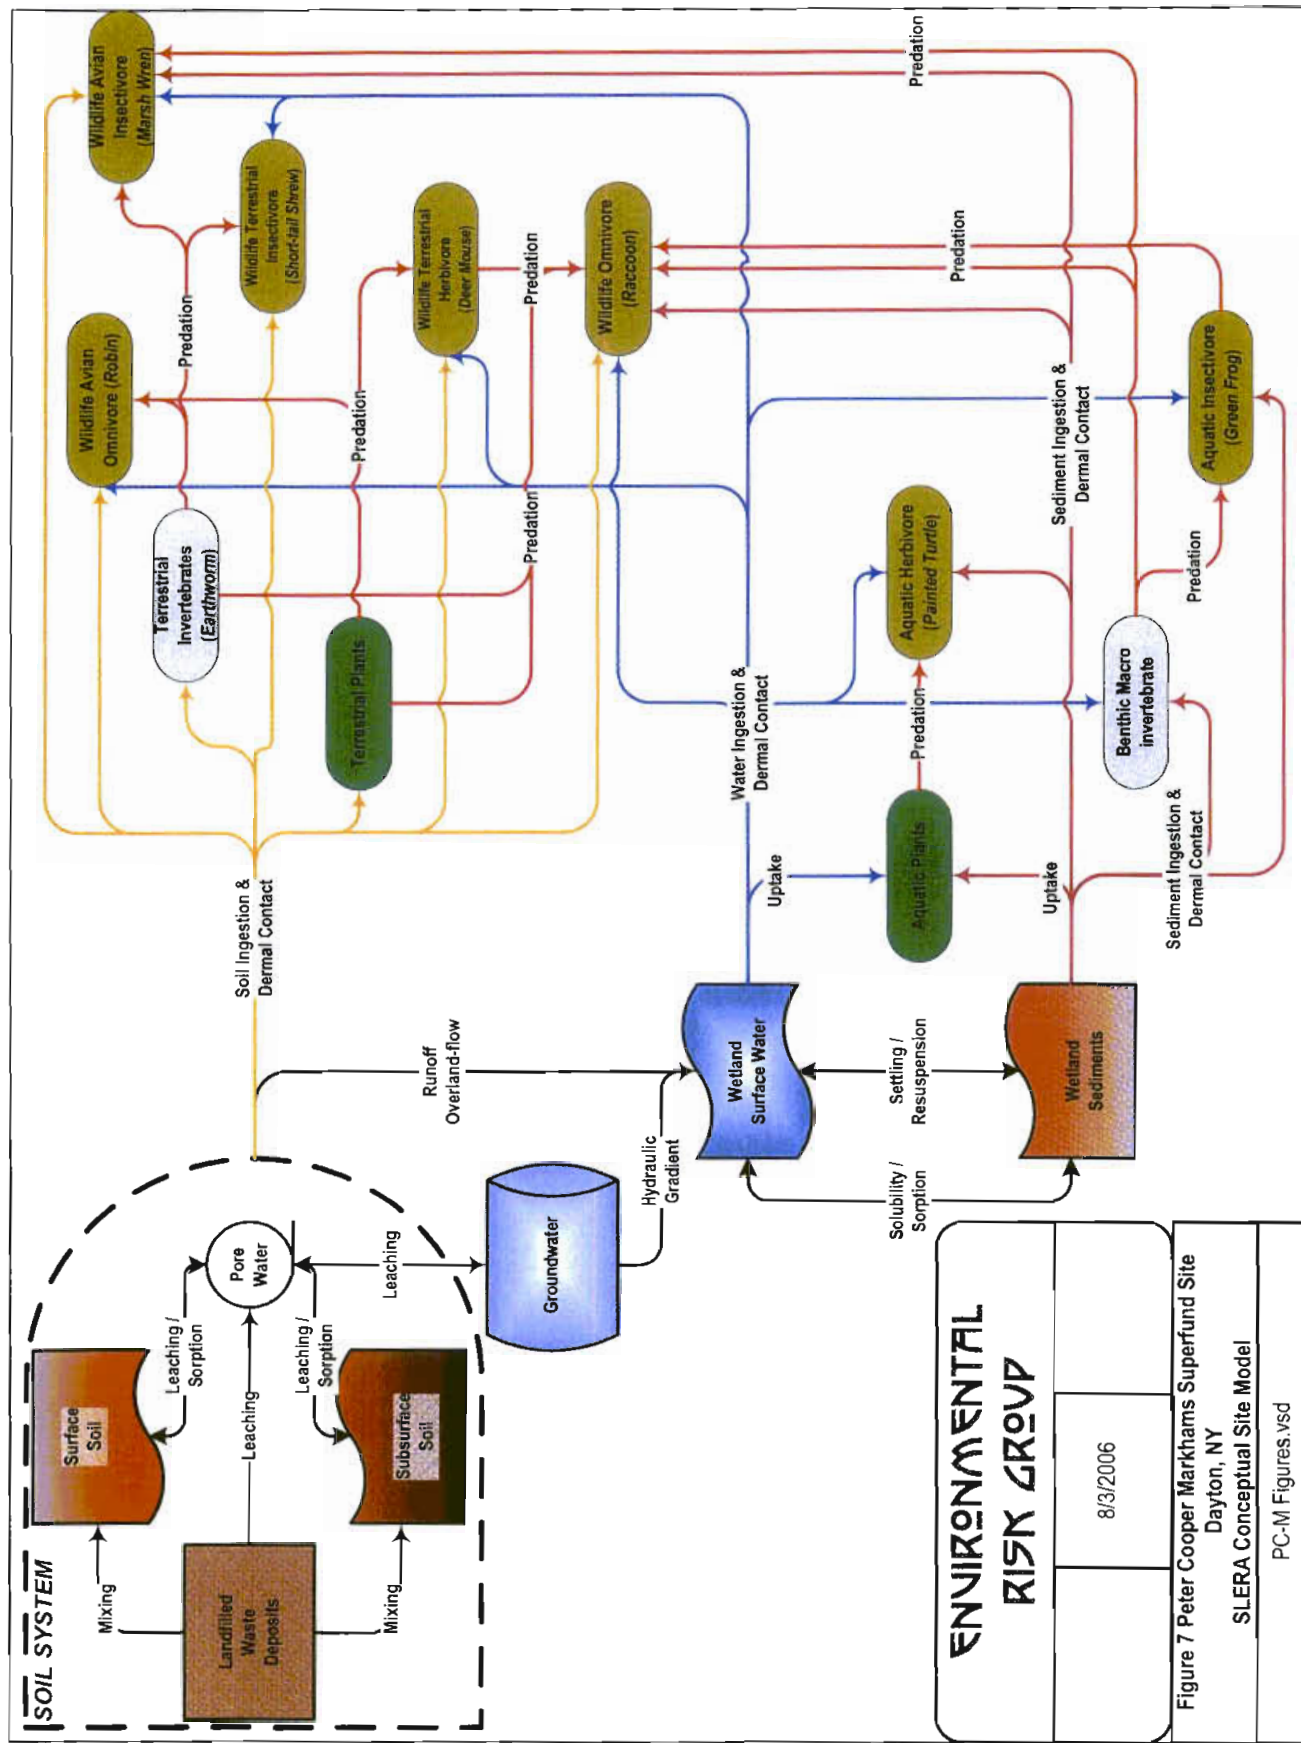 SOIL SYSTEM
Landfilled
Waste
Deposits
Mixing
Mixing
Surface
Soil
Subsurface
Soil
Leaching
Leaching /
Sorption
Leaching /
Sorption
Pore
Water
Leaching
Groundwater
Hydraulic
Gradient
Runoff
Overland-flow
Soil Ingestion &
Dermal Contact
Wetland
Surface Water
Settling /
Resuspension
Solubility /
Sorption
Wetland
Sediments
Uptake
Uptake
Aquatic Plants
Predation
Aquatic Herbivore
(Painted Turtle)
Water Ingestion &
Dermal Contact
Sediment Ingestion &
Dermal Contact
Sediment Ingestion &
Dermal Contact
Benthic Macro
invertebrate
Predation
Aquatic Insectivore
(Green Frog)
Predation
Predation
Terrestrial Plants
Predation
Predation
Predation
Terrestrial
Invertebrates
(Earthworm)
Predation
Wildlife Avian
Omnivore (Robin)
Wildlife Terrestrial
Insectivore
(Short-tail Shrew)
Wildlife Avian
Insectivore
(Marsh Wren)
Wildlife Terrestrial
Herbivore
(Deer Mouse)
Wildlife Omnivore
(Raccoon)
ENVIRONMENTAL
RISK GROUP
8/3/2006
Figure 7 Peter Cooper Markhams Superfund Site
Dayton, NY
SLERA Conceptual Site Model
PC-M Figures.vsd